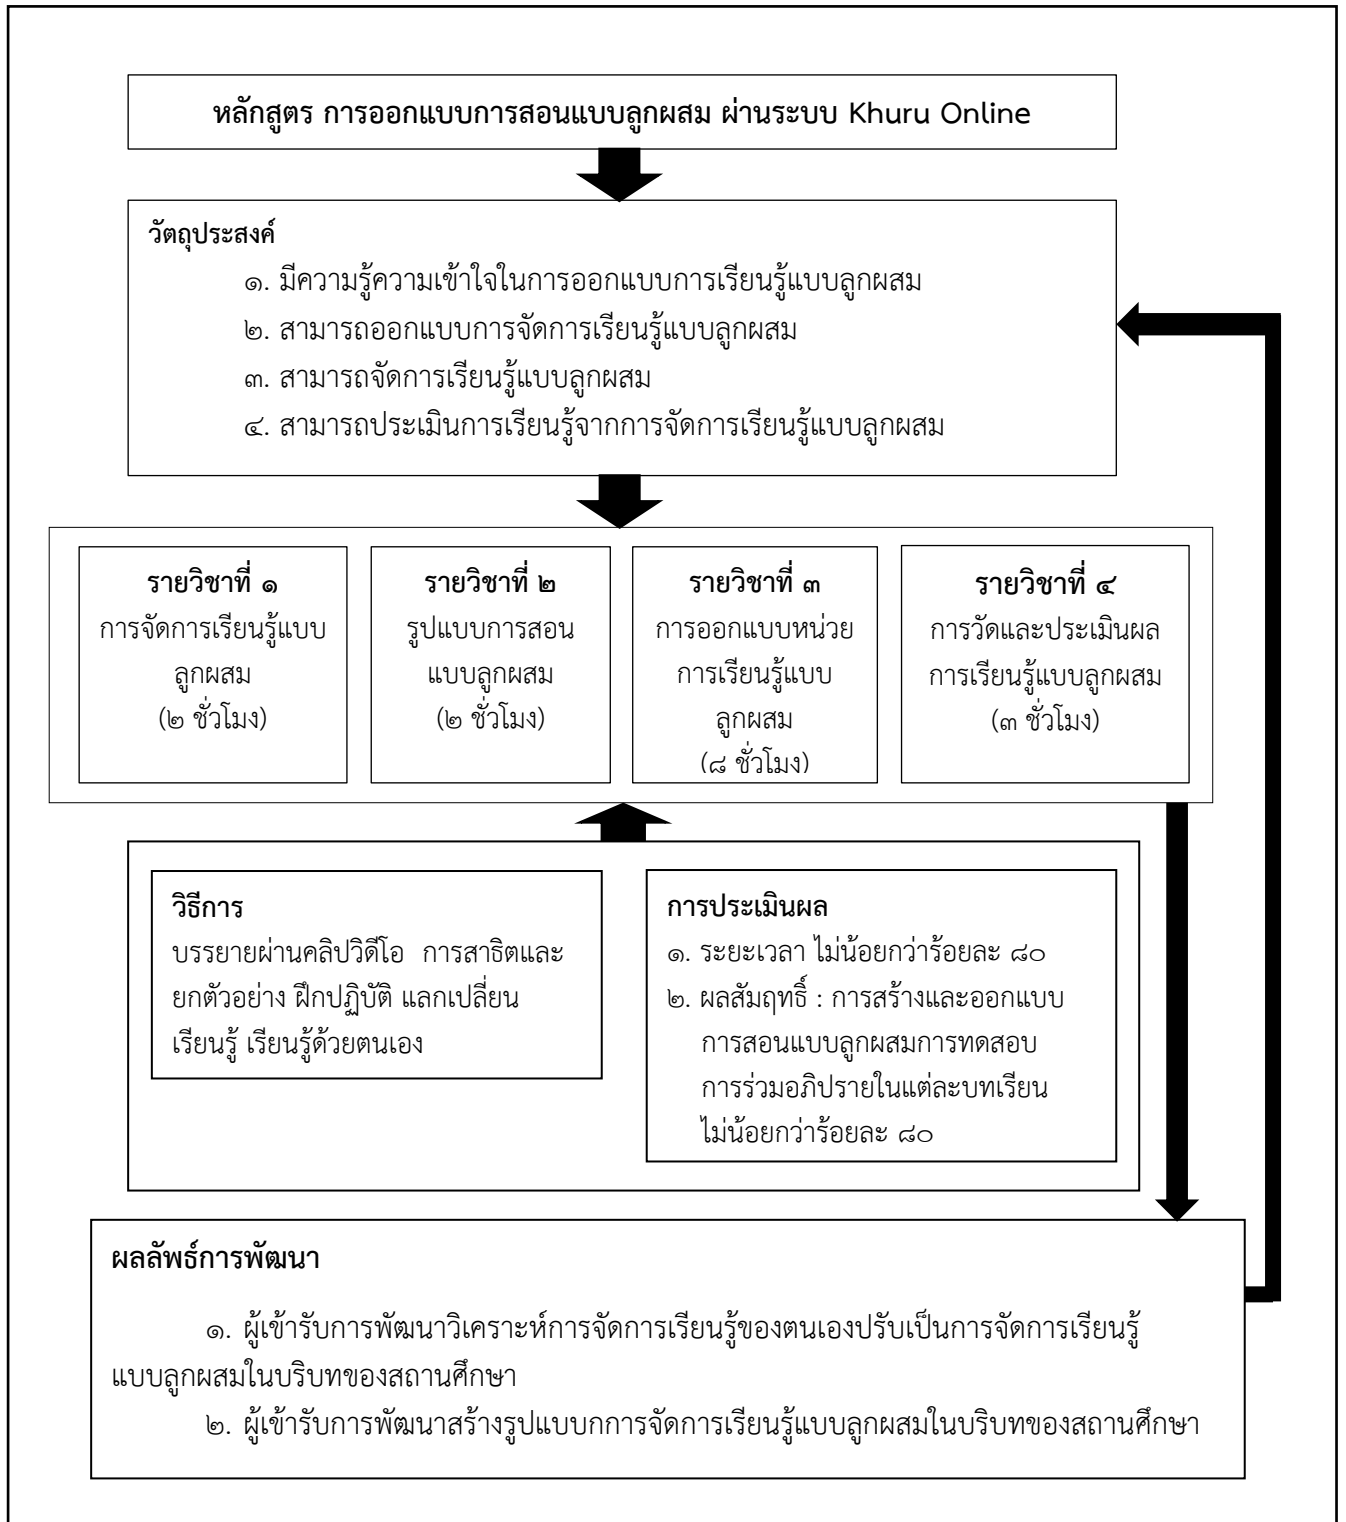 หลักสูตร การออกแบบการสอนแบบลูกผสม ผ่านระบบ Khuru Online
วัตถุประสงค์
๑. มีความรู้ความเข้าใจในการออกแบบการเรียนรู้แบบลูกผสม
๒. สามารถออกแบบการจัดการเรียนรู้แบบลูกผสม
๓. สามารถจัดการเรียนรู้แบบลูกผสม
๔. สามารถประเมินการเรียนรู้จากการจัดการเรียนรู้แบบลูกผสม
รายวิชาที่ ๑
การจัดการเรียนรู้แบบ
ลูกผสม
(๒ ชั่วโมง)
รายวิชาที่ ๒
รูปแบบการสอน
แบบลูกผสม
(๒ ชั่วโมง)
รายวิชาที่ ๓
การออกแบบหน่วย
การเรียนรู้แบบ
ลูกผสม
(๘ ชั่วโมง)
รายวิชาที่ ๔
การวัดและประเมินผล
การเรียนรู้แบบลูกผสม
(๓ ชั่วโมง)
วิธีการ
บรรยายผ่านคลิปวิดีโอ การสาธิตและ
ยกตัวอย่าง ฝึกปฏิบัติ แลกเปลี่ยน
เรียนรู้ เรียนรู้ด้วยตนเอง
การประเมินผล
๑. ระยะเวลา ไม่น้อยกว่าร้อยละ ๘๐
๒. ผลสัมฤทธิ์ : การสร้างและออกแบบ
การสอนแบบลูกผสมการทดสอบ
การร่วมอภิปรายในแต่ละบทเรียน
ไม่น้อยกว่าร้อยละ ๘๐
ผลลัพธ์การพัฒนา
๑. ผู้เข้ารับการพัฒนาวิเคราะห์การจัดการเรียนรู้ของตนเองปรับเป็นการจัดการเรียนรู้
แบบลูกผสมในบริบทของสถานศึกษา
๒. ผู้เข้ารับการพัฒนาสร้างรูปแบบกการจัดการเรียนรู้แบบลูกผสมในบริบทของสถานศึกษา